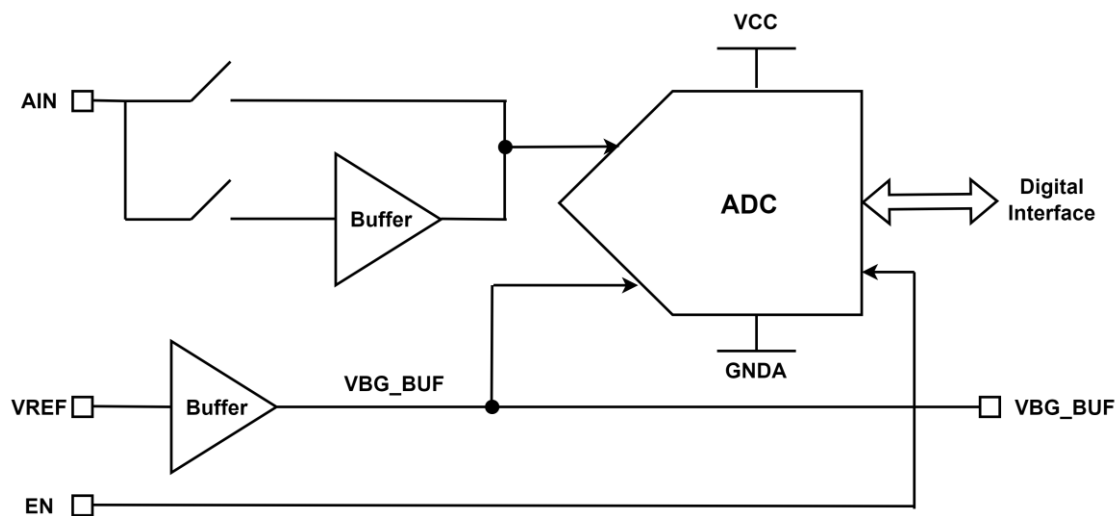 VCC
AIN
Buffer
ADC
Digital
Interface
GNDA
VBG_BUF
VREF
Buffer
VBG_BUF
EN